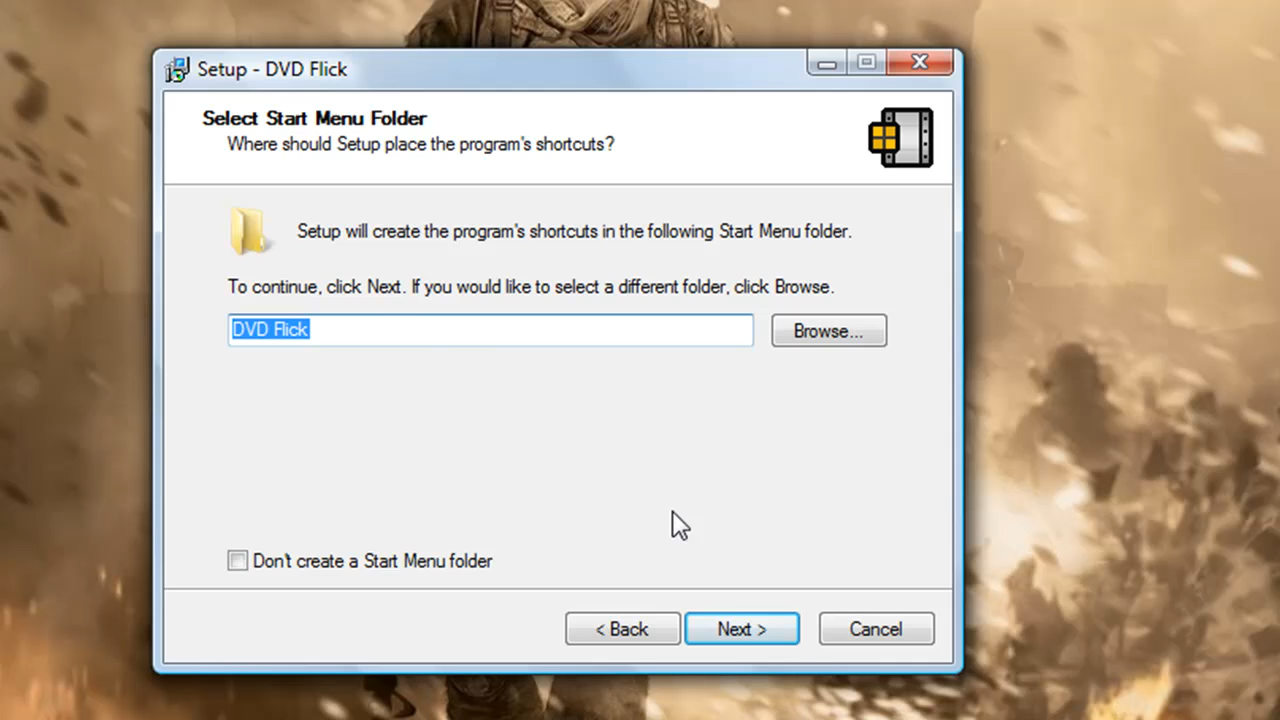 Setup - DVD Flick
Select Start Menu Folder
Where should Setup place the program's shortcuts?
Setup will create the program's shortcuts in the following Start Menu folder.
To continue, click Next. If you would like to select a different folder, click Browse.
DVD Flick
Browse...
Don't create a Start Menu folder
< Back
Next >
Cancel